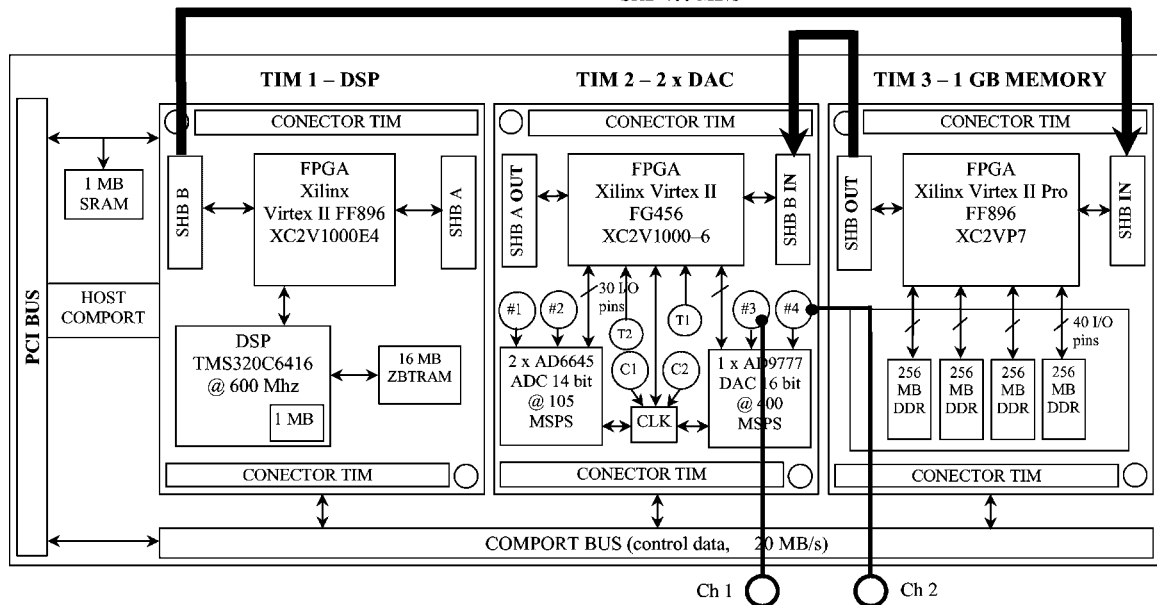 TIM 1 – DSP
TIM 2 – 2 x DAC
TIM 3 – 1 GB MEMORY
PCI BUS
1 MB
SRAM
HOST
COMPORT
CONECTOR TIM
SHB B
FPGA
Xilinx
Virtex II FF896
XC2V1000E4
SHB A
DSP
TMS320C6416
@ 600 Mhz
1 MB
16 MB
ZBTRAM
CONECTOR TIM
CONECTOR TIM
SHB A OUT
FPGA
Xilinx Virtex II
FG456
XC2V1000–6
SHB B IN
30 I/O
pins
#1
#2
T2
T1
#3
#4
C1
C2
2 x AD6645
ADC 14 bit
@ 105
MSPS
CLK
1 x AD9777
DAC 16 bit
@ 400
MSPS
CONECTOR TIM
CONECTOR TIM
SHB OUT
FPGA
Xilinx Virtex II Pro
FF896
XC2VP7
SHB IN
40 I/O
pins
256
MB
DDR
256
MB
DDR
256
MB
DDR
256
MB
DDR
CONECTOR TIM
COMPORT BUS (control data, 20 MB/s)
Ch 1
Ch 2